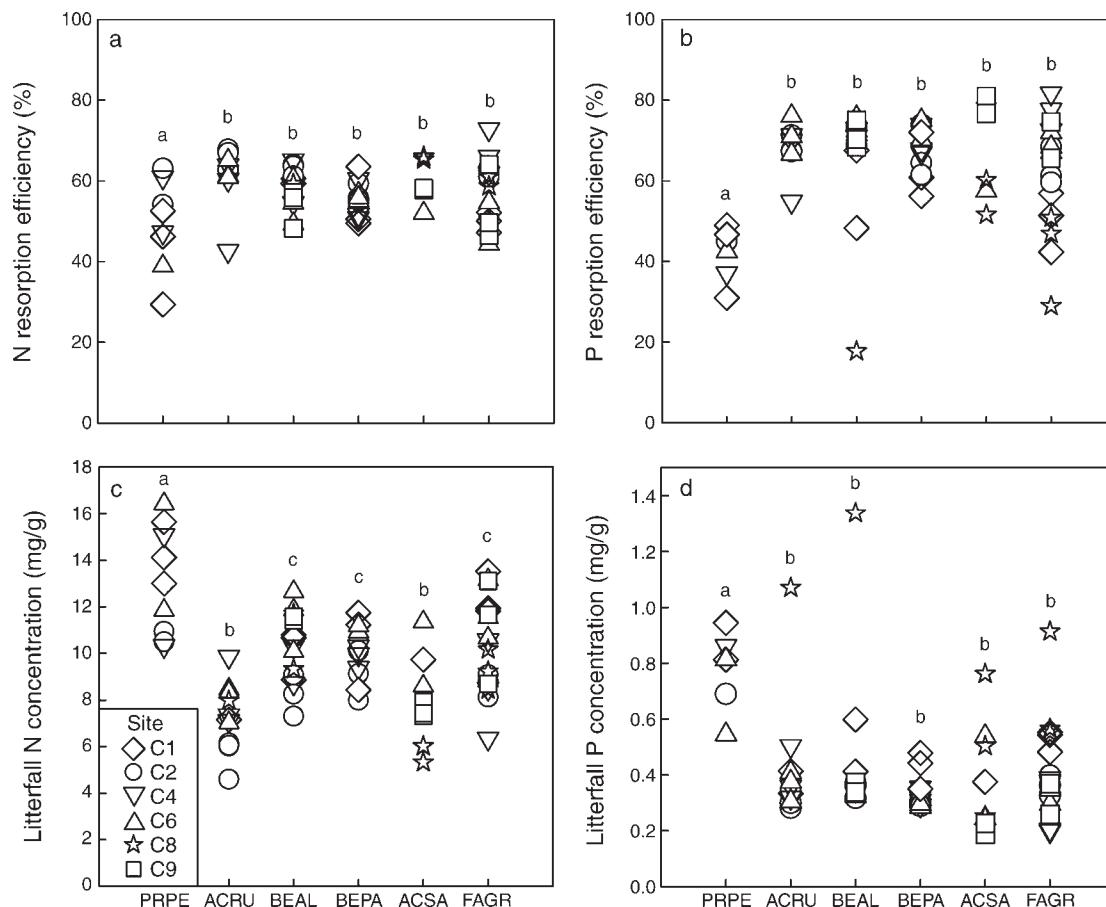 a
N resorption efficiency (%)
100
80
60
40
20
0
a
b
b
b
b
b
b
P resorption efficiency (%)
100
80
60
40
20
0
a
b
b
b
b
b
c
Litterfall N concentration (mg/g)
18
16
14
12
10
8
6
4
2
0
a
b
c
c
b
c
Site
C1
C2
C4
C6
C8
C9
PRPE ACRU BEAL BEPA ACSA FAGR
d
Litterfall P concentration (mg/g)
1.4
1.2
1.0
0.8
0.6
0.4
0.2
0.0
a
b
b
b
b
b
PRPE ACRU BEAL BEPA ACSA FAGR